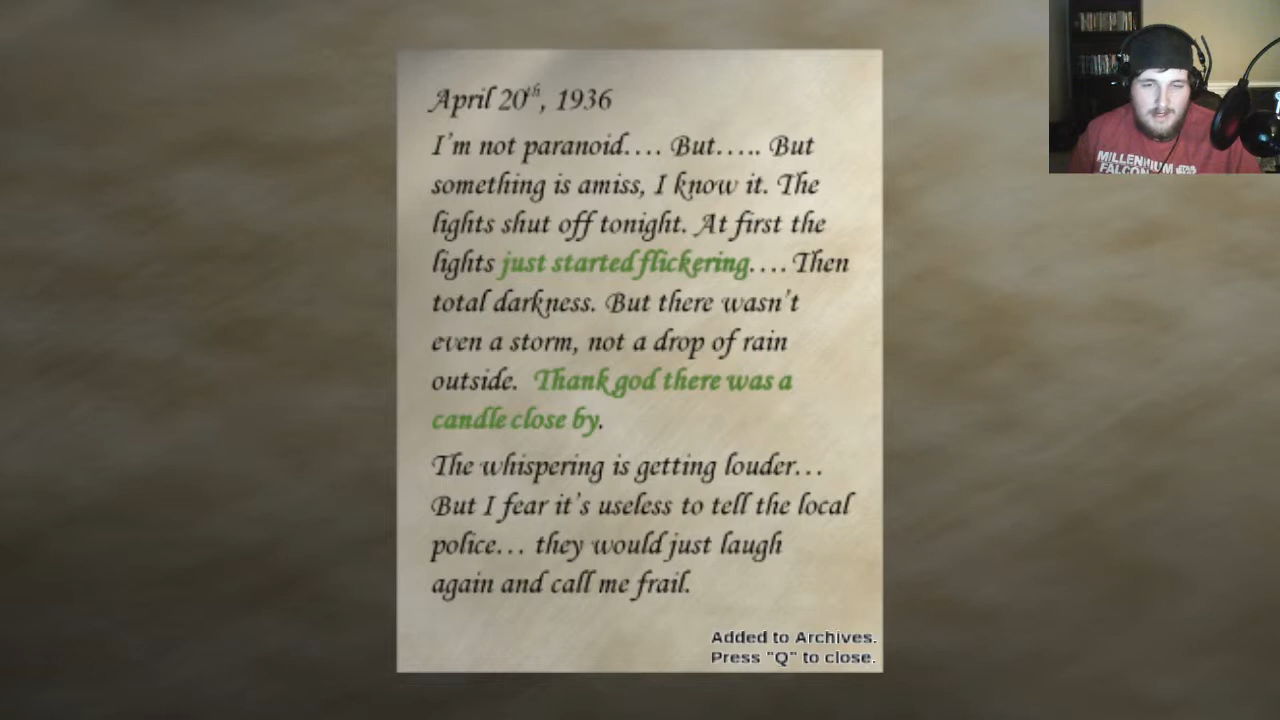 April 20th, 1936
I'm not paranoid.... But..... But
something is amiss, I know it. The
lights shut off tonight. At first the
lights just started flickering.... Then
total darkness. But there wasn't
even a storm, not a drop of rain
outside. Thank god there was a
candle close by.
The whispering is getting louder...
But I fear it's useless to tell the local
police... they would just laugh
again and call me frail.
Added to Archives.
Press "Q" to close.
MILLENNIUM STAR
FALCON